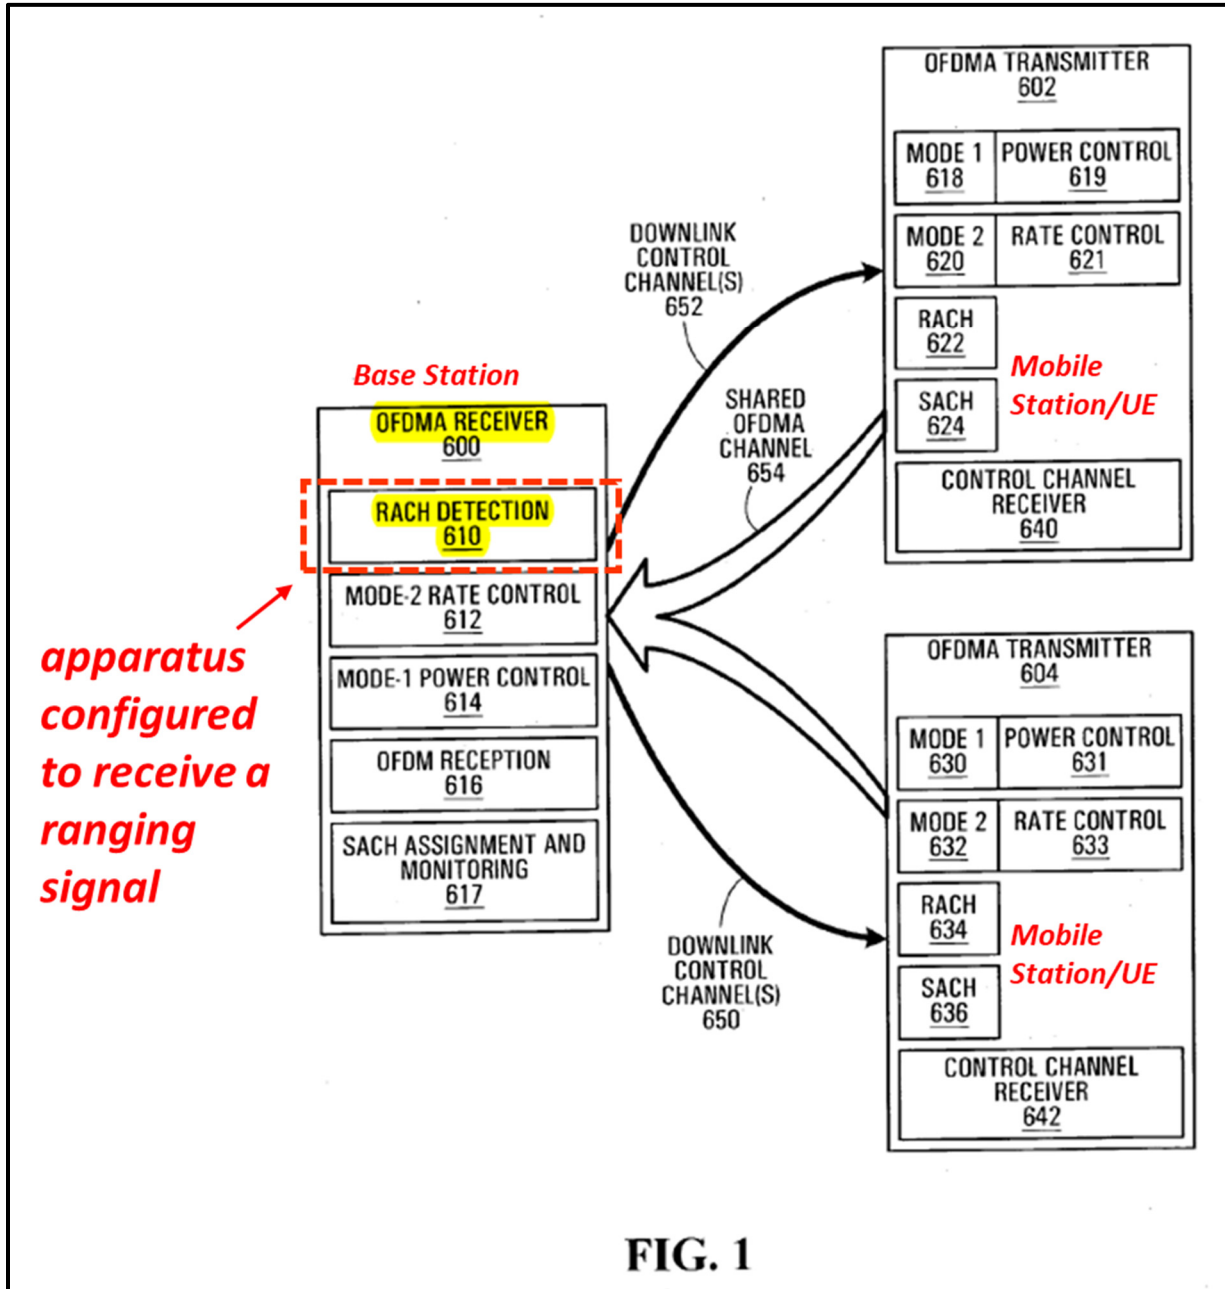 OFDMA TRANSMITTER
602
MODE 1
618
POWER CONTROL
619
MODE 2
620
RATE CONTROL
621
RACH
622
SACH
624
Mobile
Station/UE
CONTROL CHANNEL
RECEIVER
640
DOWNLINK
CONTROL
CHANNEL(S)
652
SHARED
OFDMA
CHANNEL
654
Base Station
OFDMA RECEIVER
600
RACH DETECTION
610
MODE-2 RATE CONTROL
612
MODE-1 POWER CONTROL
614
OFDM RECEPTION
616
SACH ASSIGNMENT AND
MONITORING
617
apparatus
configured
to receive a
ranging
signal
OFDMA TRANSMITTER
604
MODE 1
630
POWER CONTROL
631
MODE 2
632
RATE CONTROL
633
RACH
634
SACH
636
Mobile
Station/UE
CONTROL CHANNEL
RECEIVER
642
DOWNLINK
CONTROL
CHANNEL(S)
650
FIG. 1